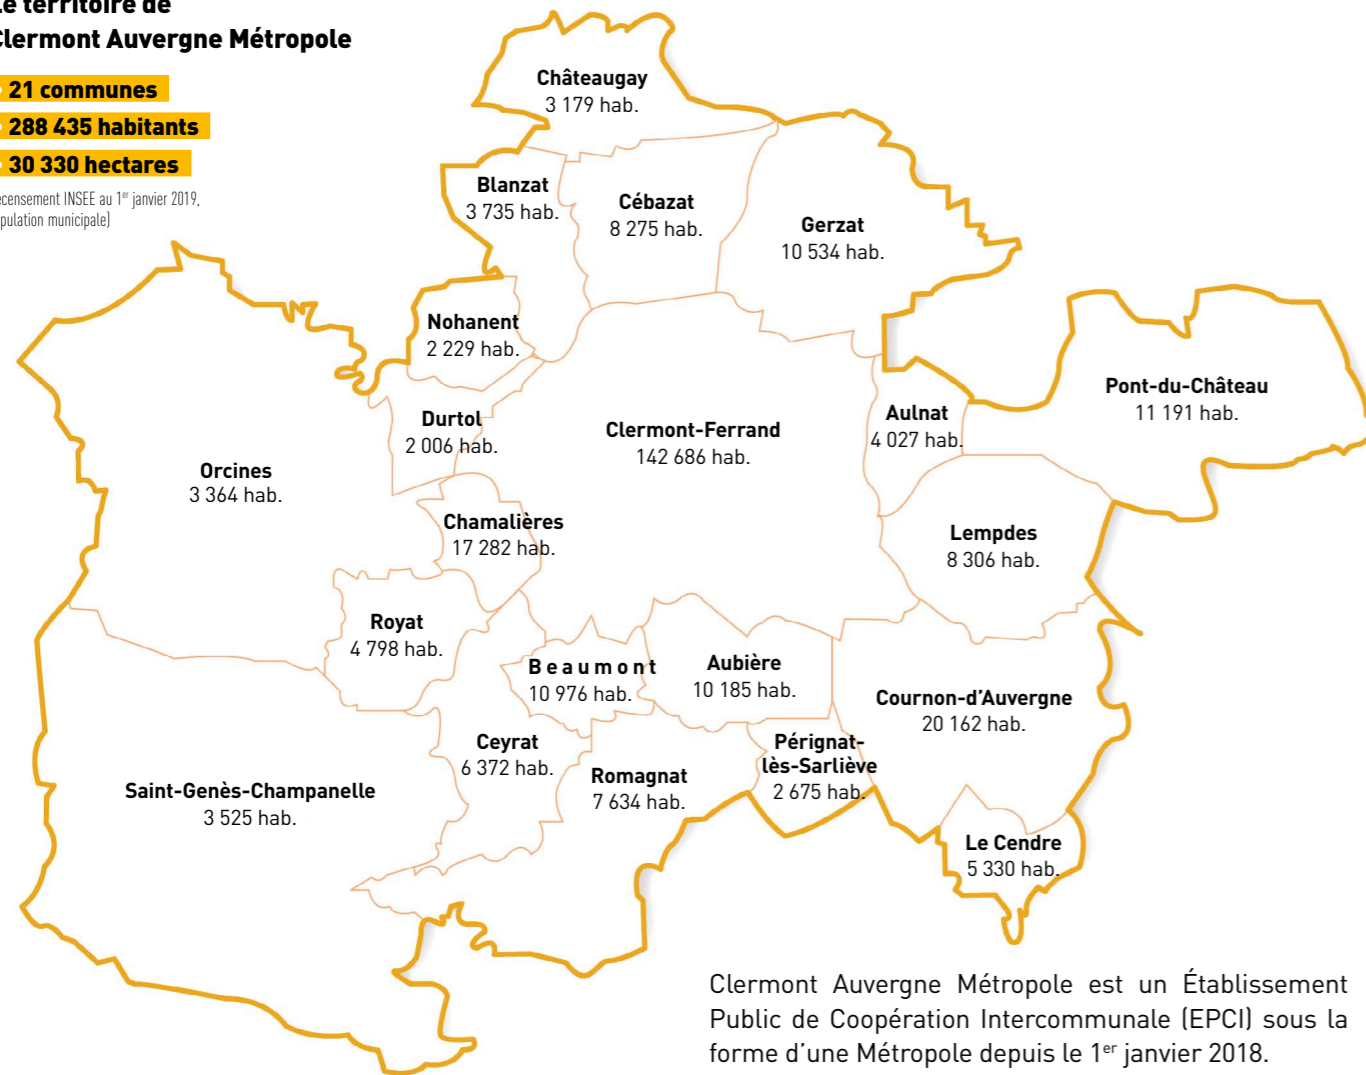 Le territoire de
Clermont Auvergne Métropole
• 21 communes
• 288 435 habitants
• 30 330 hectares
INSEE au 1er janvier 2019,
municipale)
Châteaugay
3 179 hab.
Blanzat
3 735 hab.
Cébazat
8 275 hab.
Gerzat
10 534 hab.
Nohanent
2 229 hab.
Durtol
2 006 hab.
Clermont-Ferrand
142 686 hab.
Aulnat
4 027 hab.
Pont-du-Château
11 191 hab.
Orcines
3 364 hab.
Chamalières
17 282 hab.
Lempdes
8 306 hab.
Royat
4 798 hab.
Beaumont
10 976 hab.
Aubière
10 185 hab.
Cournon-d'Auvergne
20 162 hab.
Ceyrat
6 372 hab.
Romagnat
7 634 hab.
Pérignat-
lès-Sarliève
2 675 hab.
Saint-Genès-Champanelle
3 525 hab.
Le Cendre
5 330 hab.
Clermont Auvergne Métropole est un Établissement
Public de Coopération Intercommunale (EPCI) sous la
forme d'une Métropole depuis le 1er janvier 2018.